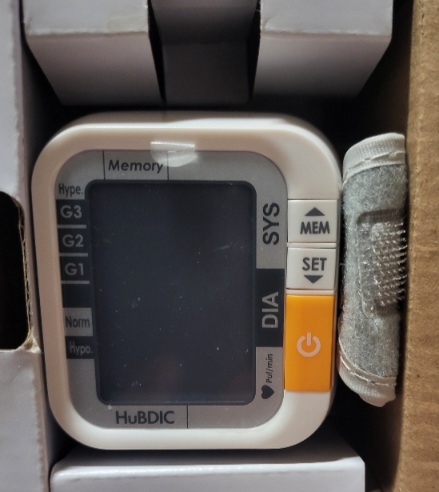 Memory
Hype.
G3
G2
G1
Norm
Hypo.
SYS
DIA
Pul/min
MEM
SET
HuBDIC